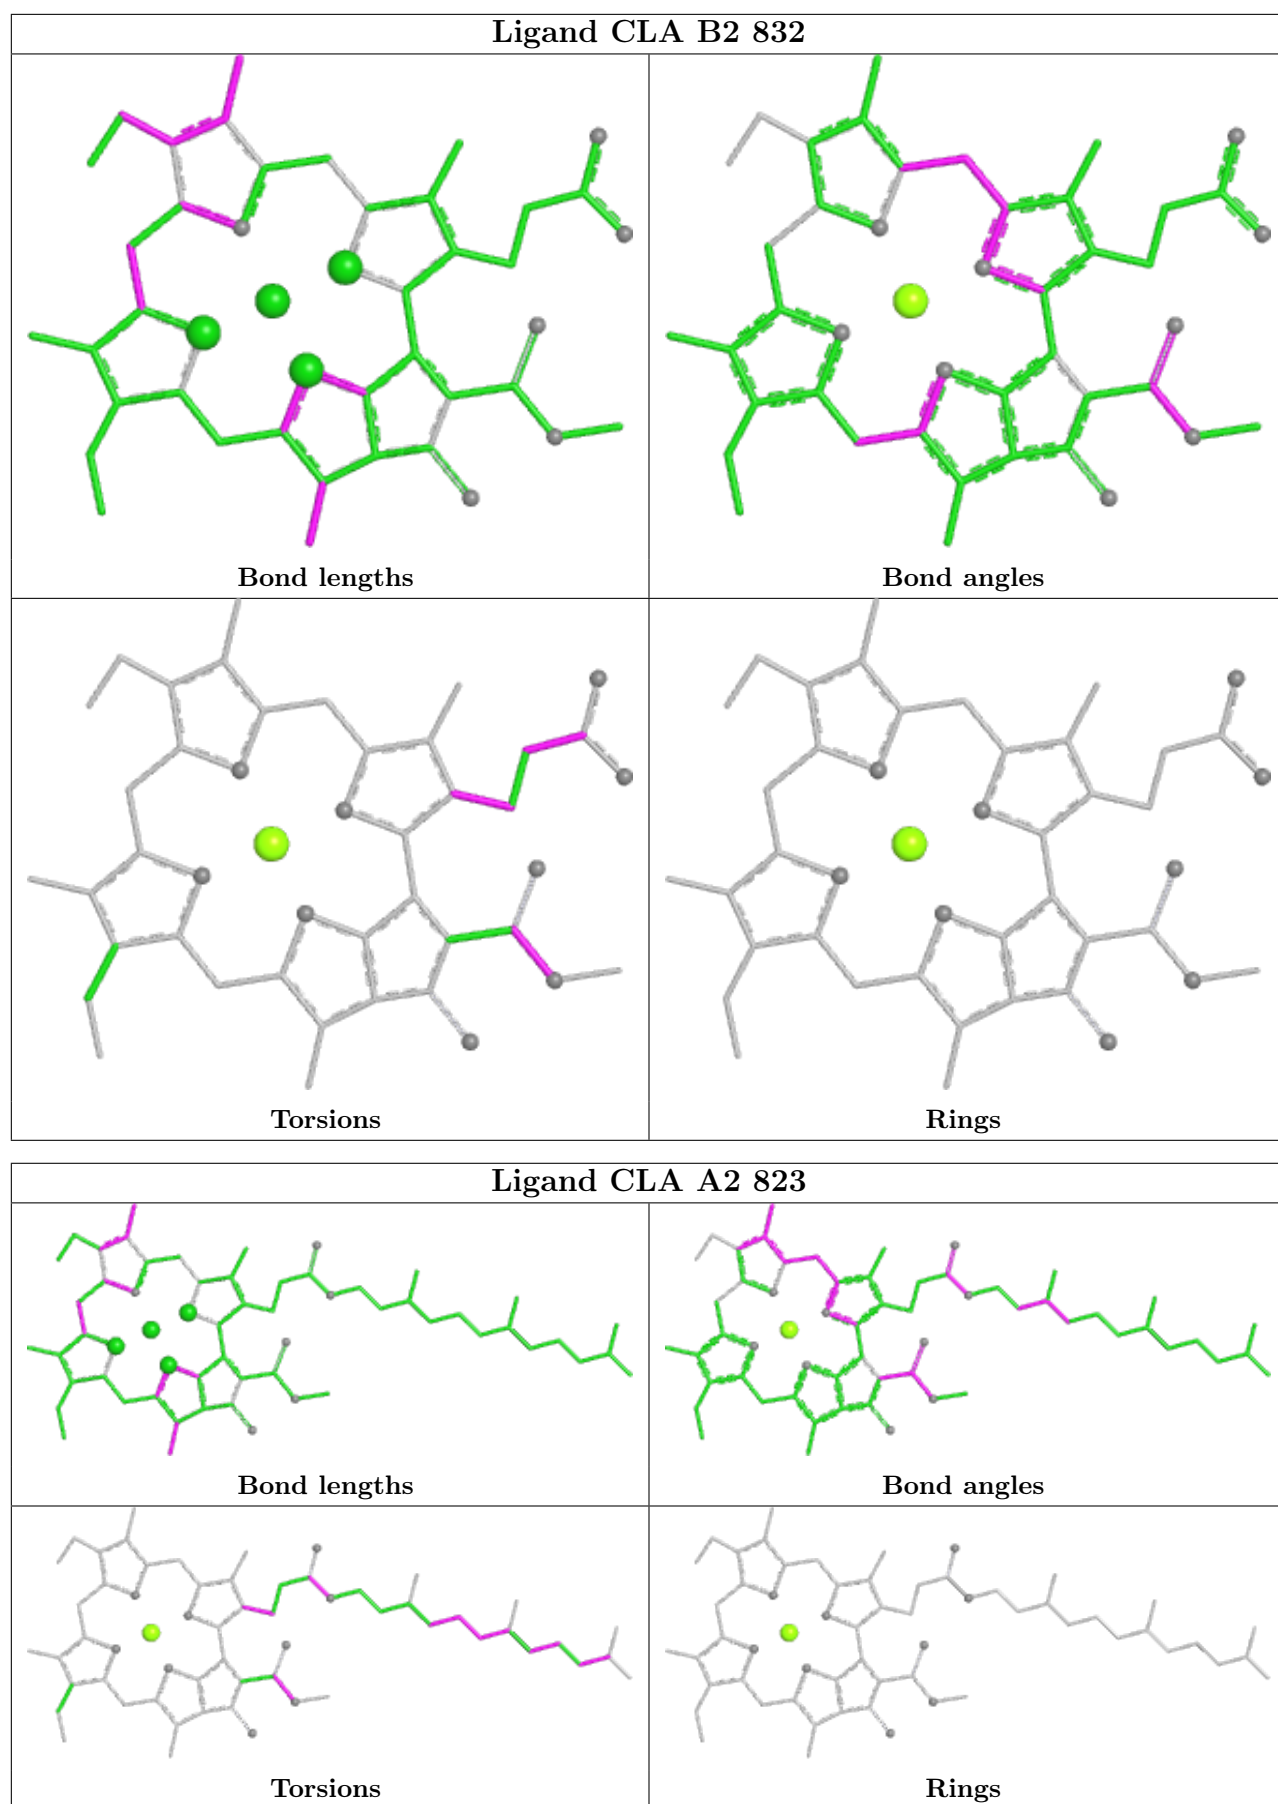 Ligand CLA B2 832
Bond lengths
Bond angles
Torsions
Rings
Ligand CLA A2 823
Bond lengths
Bond angles
Torsions
Rings